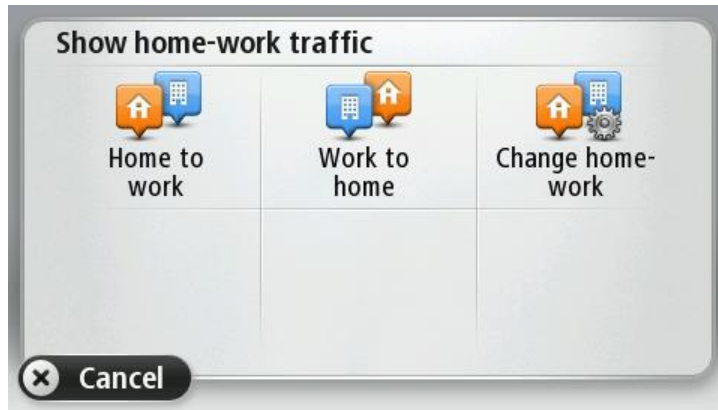 Show home-work traffic
Home to
work
Work to
home
Change home-
work
Cancel